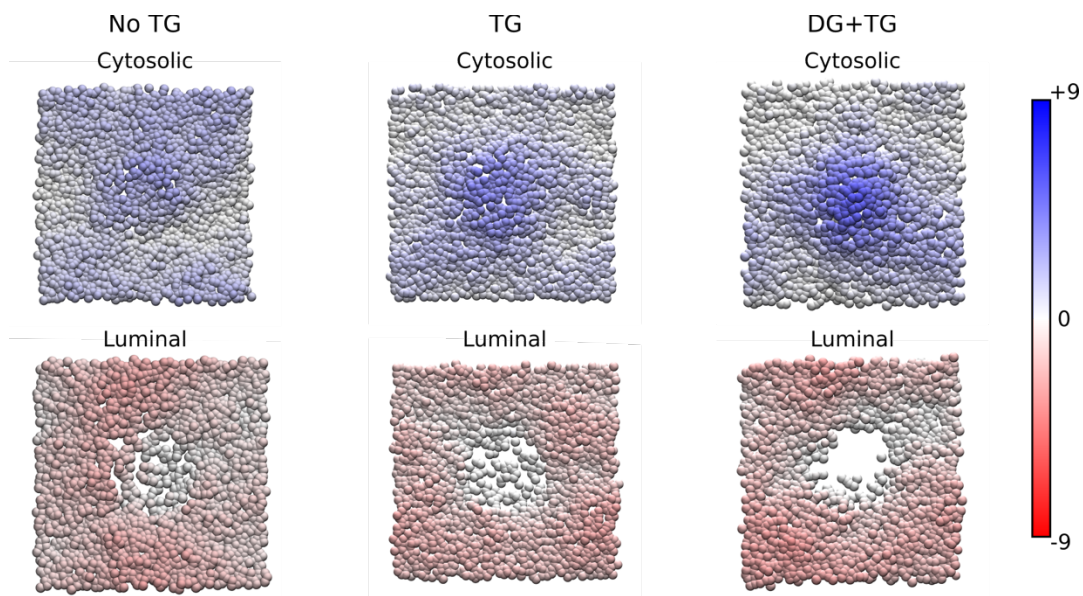 No TG
TG
DG+TG
Cytosolic
Cytosolic
Cytosolic
+9
0
Luminal
Luminal
Luminal
-9